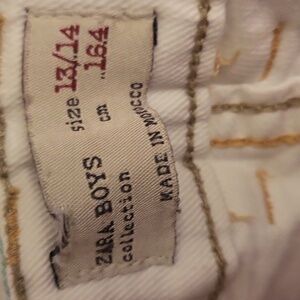 ZARA BOYS size 13/14
collection cm "164
MADE IN MOROCCO